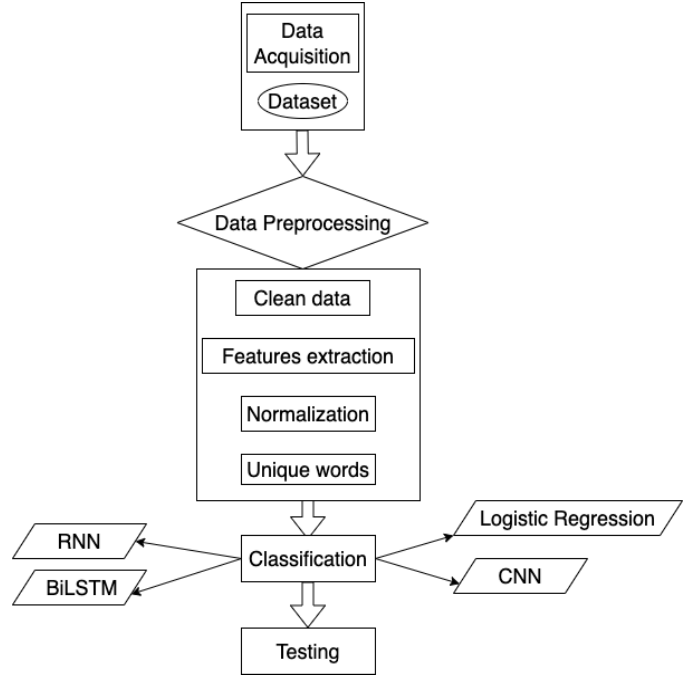 Data
Acquisition
Dataset
Data Preprocessing
Clean data
Features extraction
Normalization
Unique words
RNN
BiLSTM
Classification
Logistic Regression
CNN
Testing